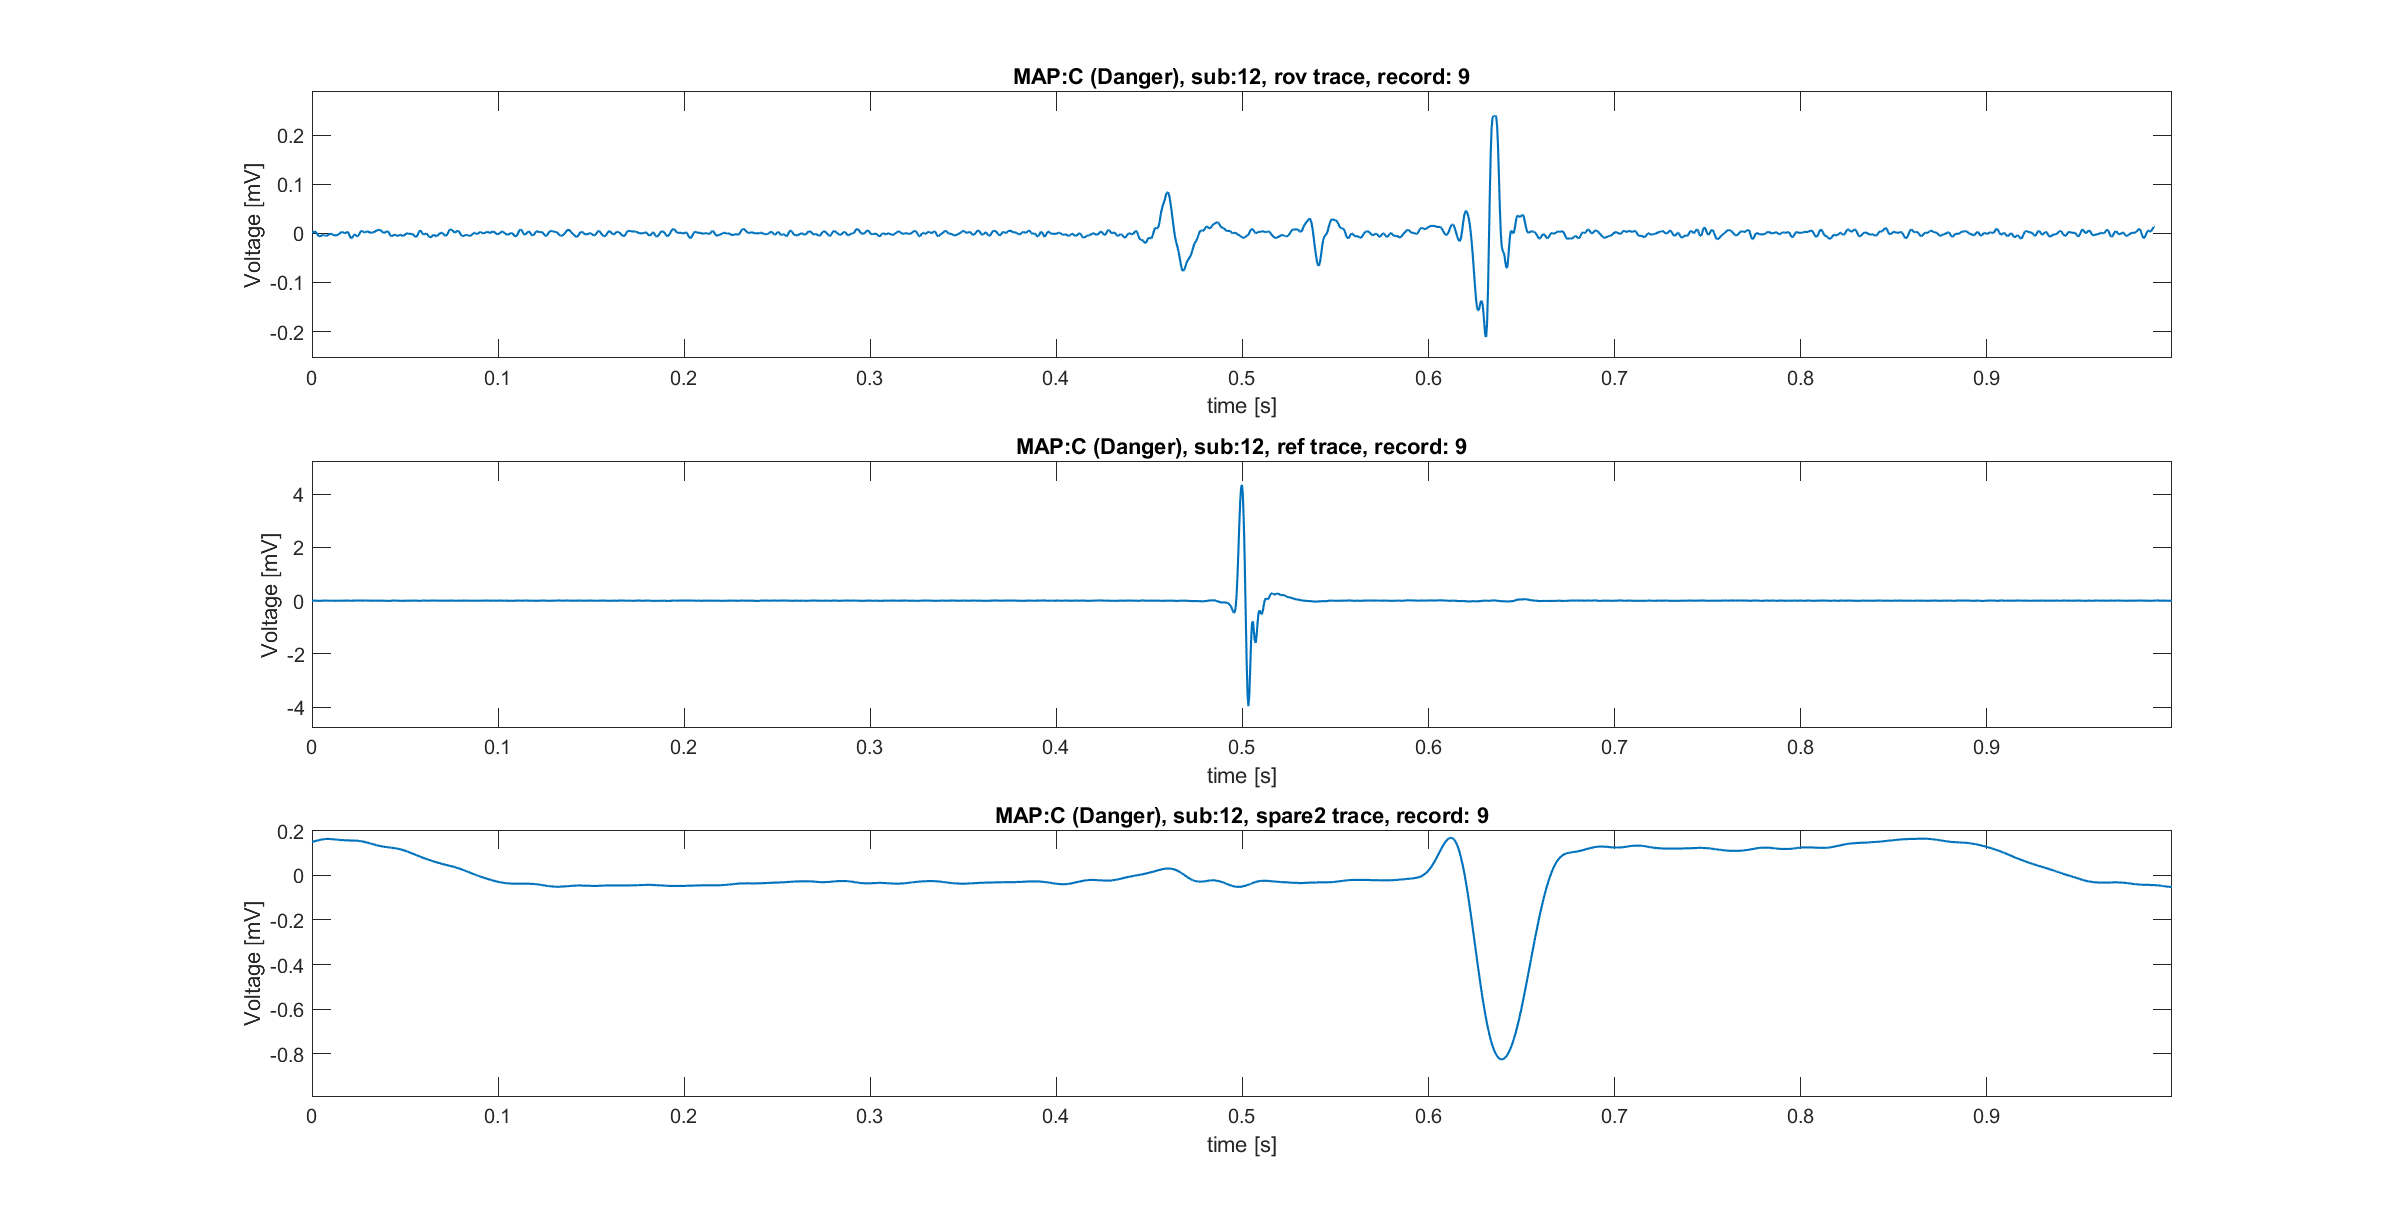 MAP:C (Danger), sub:12, rov trace, record: 9
Voltage [mV]
0.2
0.1
0
-0.1
-0.2
0 0.1 0.2 0.3 0.4 0.5 0.6 0.7 0.8 0.9
time [s]
MAP:C (Danger), sub:12, ref trace, record: 9
Voltage [mV]
4
2
0
-2
-4
0 0.1 0.2 0.3 0.4 0.5 0.6 0.7 0.8 0.9
time [s]
MAP:C (Danger), sub:12, spare2 trace, record: 9
Voltage [mV]
0.2
0
-0.2
-0.4
-0.6
-0.8
0 0.1 0.2 0.3 0.4 0.5 0.6 0.7 0.8 0.9
time [s]